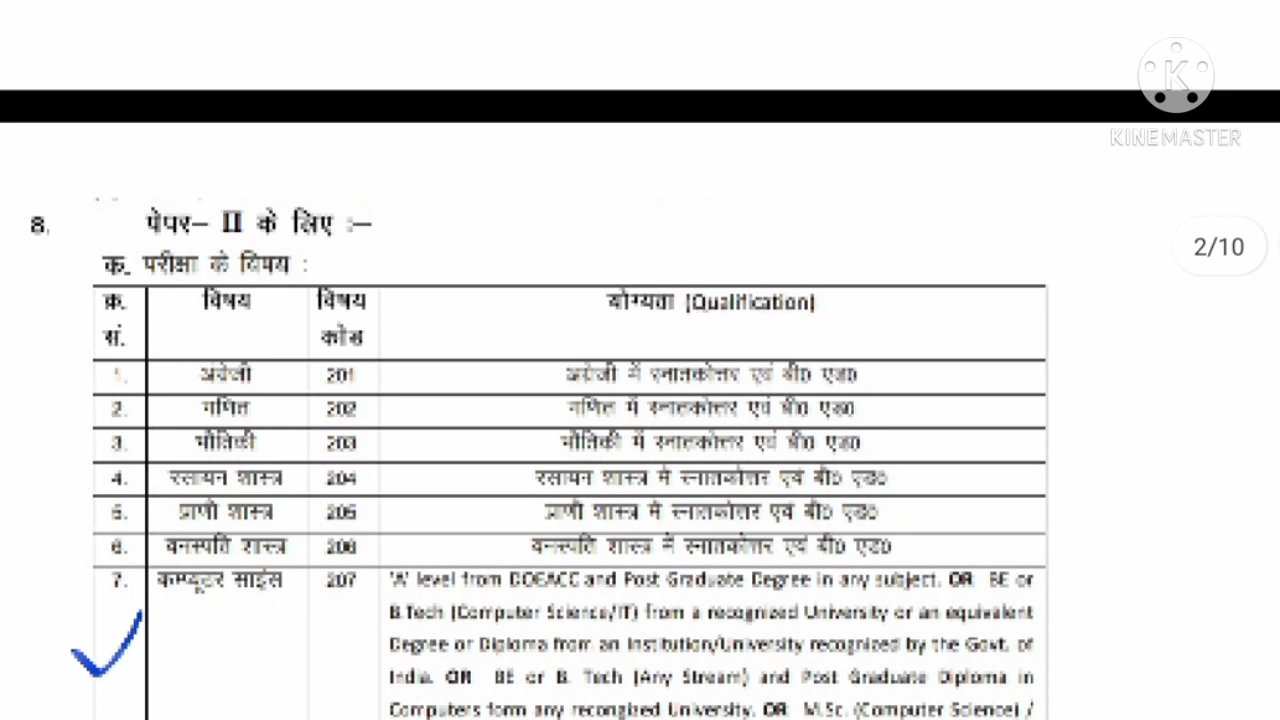 K
KINEMASTER
8. पेपर– II के लिए :–
2/10
क. परीक्षा के विषय :
क्र. सं. विषय विषय कोड योग्यता (Qualification)
1. अंग्रेजी 201 अंग्रेजी में स्नातकोत्तर एवं बी0 एड0
2. गणित 202 गणित में स्नातकोत्तर एवं बी0 एड0
3. भौतिकी 203 भौतिकी में स्नातकोत्तर एवं बी0 एड0
4. रसायन शास्त्र 204 रसायन शास्त्र में स्नातकोत्तर एवं बी0 एड0
5. प्राणी शास्त्र 205 प्राणी शास्त्र में स्नातकोत्तर एवं बी0 एड0
6. वनस्पति शास्त्र 206 वनस्पति शास्त्र में स्नातकोत्तर एवं बी0 एड0
7. कम्प्यूटर साइंस 207 'A' level from DOEACC and Post Graduate Degree in any subject. OR BE or
B.Tech (Computer Science/IT) from a recognized University or an equivalent
Degree or Diploma from an Institution/University recognized by the Govt. of
India. OR BE or B. Tech (Any Stream) and Post Graduate Diploma in
Computers form any recongized University. OR M.Sc. (Computer Science) /